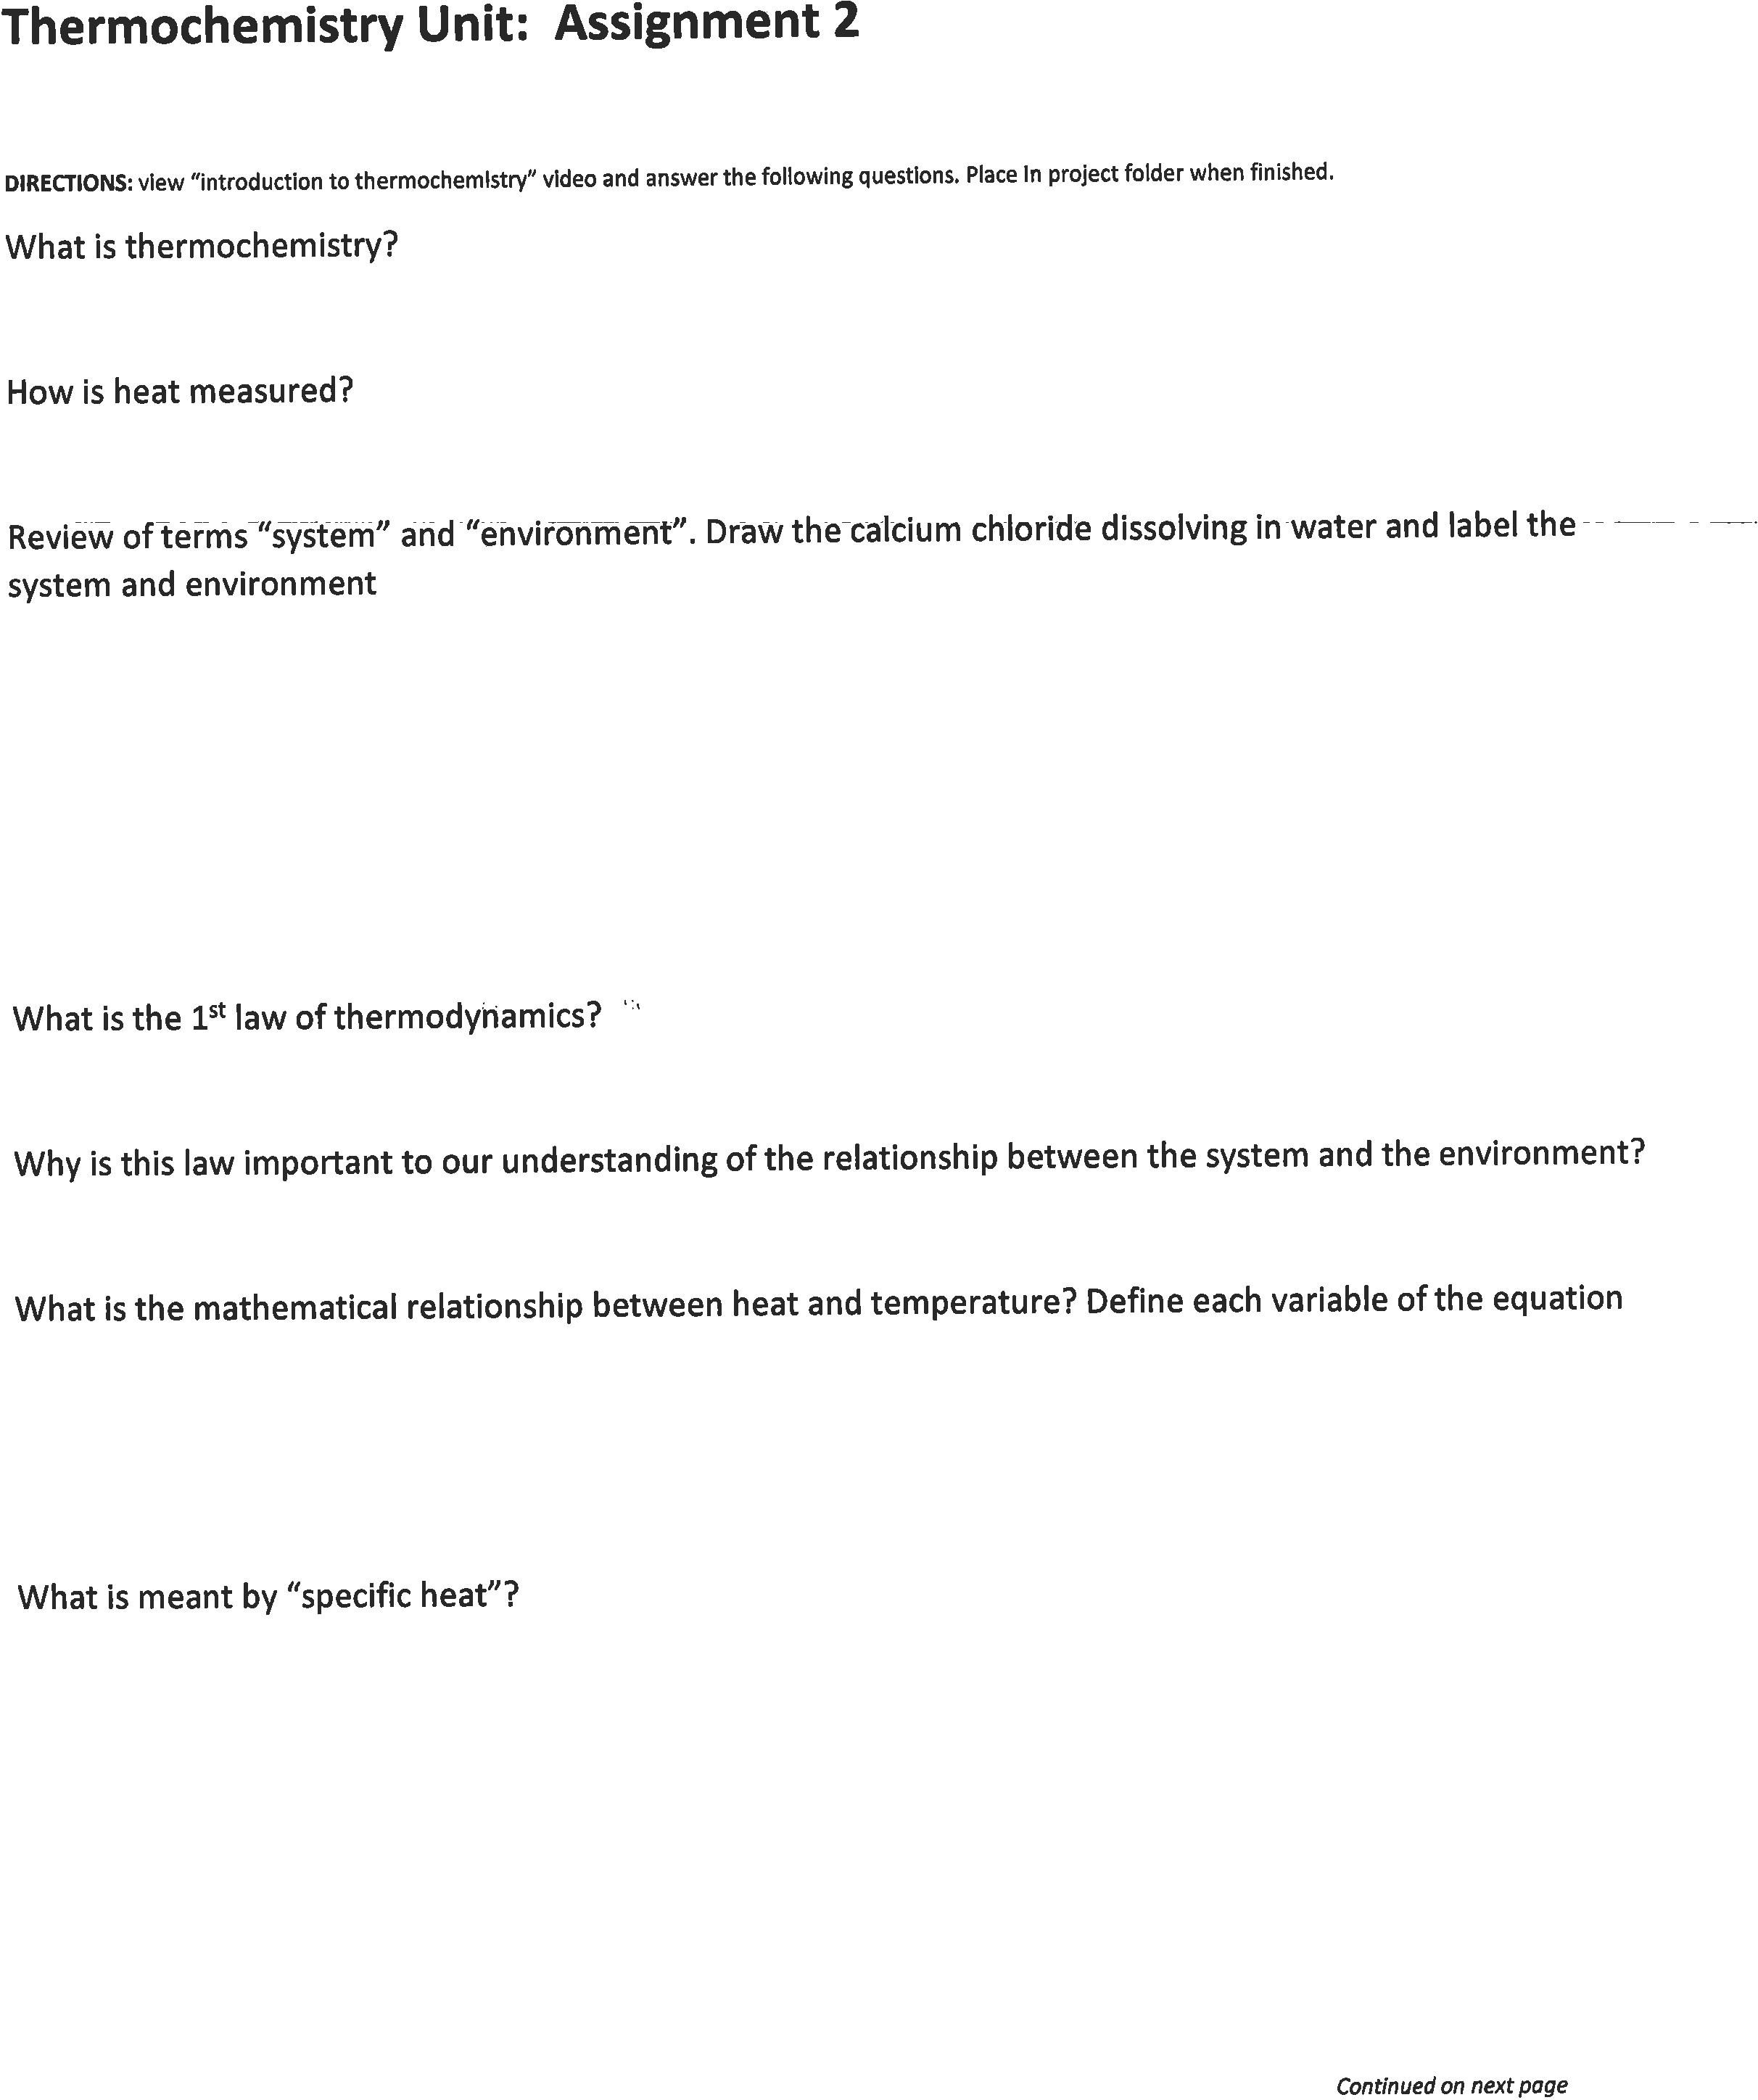 Thermochemistry Unit: Assignment 2
DIRECTIONS: view "introduction to thermochemistry" video and answer the following questions. Place in project folder when finished.
What is thermochemistry?
How is heat measured?
Review of terms "system" and "environment". Draw the calcium chloride dissolving in water and label the
system and environment
What is the 1st law of thermodynamics?
Why is this law important to our understanding of the relationship between the system and the environment?
What is the mathematical relationship between heat and temperature? Define each variable of the equation
What is meant by "specific heat"?
Continued on next page